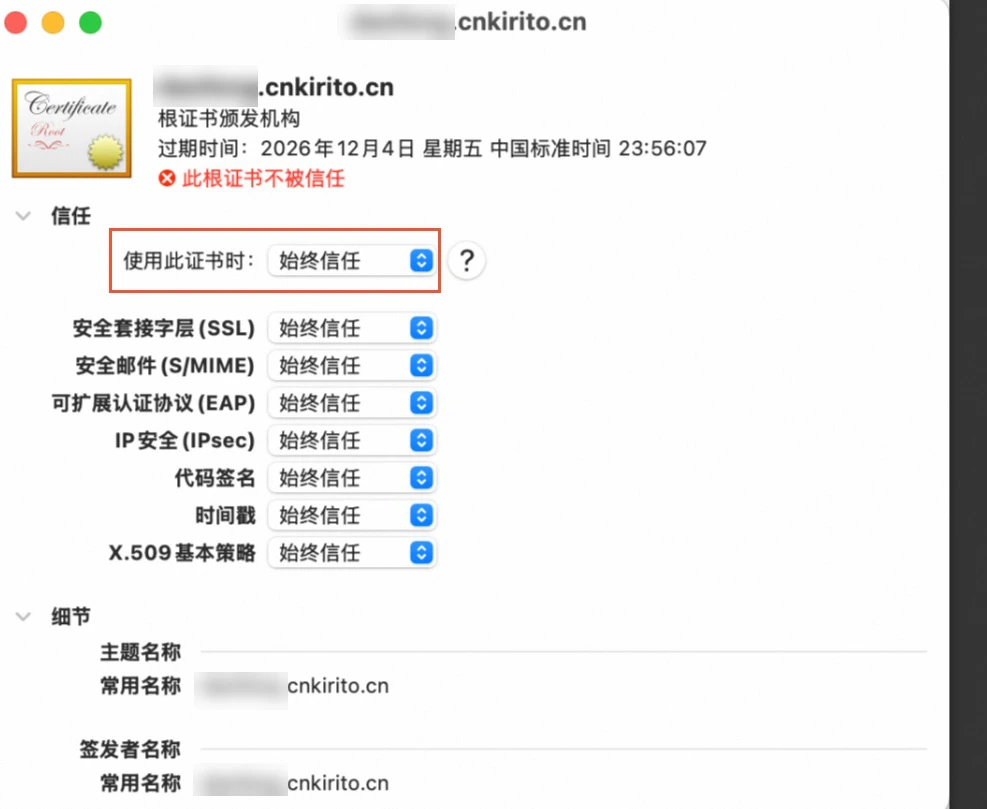 .cnkirito.cn
Certificate
Root
.cnkirito.cn
根证书颁发机构
过期时间：2026年12月4日 星期五 中国标准时间 23:56:07
此根证书不被信任
信任
使用此证书时： 始终信任 ?
安全套接字层(SSL) 始终信任
安全邮件(S/MIME) 始终信任
可扩展认证协议(EAP) 始终信任
IP安全(IPsec) 始终信任
代码签名 始终信任
时间戳 始终信任
X.509基本策略 始终信任
细节
主题名称
常用名称 cnkirito.cn
签发者名称
常用名称 cnkirito.cn